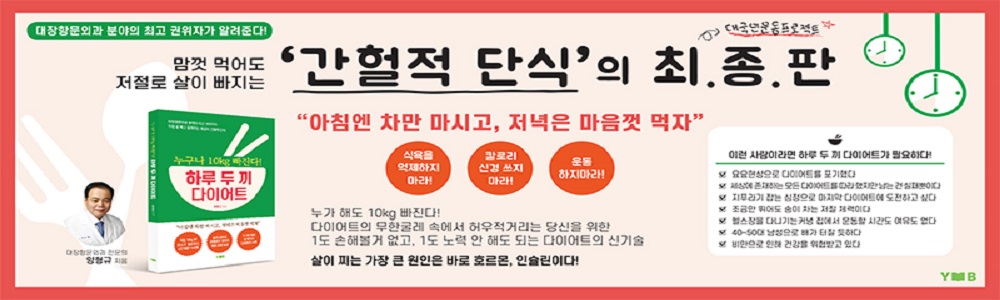 대장항문외과 분야의 최고 권위자가 알려준다!
맘껏 먹어도
저절로 살이 빠지는
‘간헐적 단식’의 최.종.판
대국민운동프로젝트
“아침엔 차만 마시고, 저녁은 마음껏 먹자”
식욕을
억제하지
마라!
칼로리
신경 쓰지
마라!
운동
하지마라!
누구나 10kg 빠진다!
하루 두 끼
다이어트
대장항문외과 전문의
양형규 지음
누가 해도 10kg 빠진다!
다이어트의 무한굴레 속에서 허우적거리는 당신을 위한
1도 손해볼거 없고, 1도 노력 안 해도 되는 다이어트의 신기술
살이 찌는 가장 큰 원인은 바로 호르몬, 인슐린이다!
이런 사람이라면 하루 두 끼 다이어트가 필요하다!
요요현상으로 다이어트를 포기했다
세상에 존재하는 모든 다이어트를 따라 했지만 남는 건 실패뿐이다
지푸라기 잡는 심정으로 마지막 다이어트에 도전하고 싶다
조금만 뛰어도 숨이 차는 저질 체력이다
헬스장을 다니기는커녕 집에서 운동할 시간도 여유도 없다
40~50대 남성으로 배가 터질 듯하다
비만으로 인해 건강을 위협받고 있다
Y B